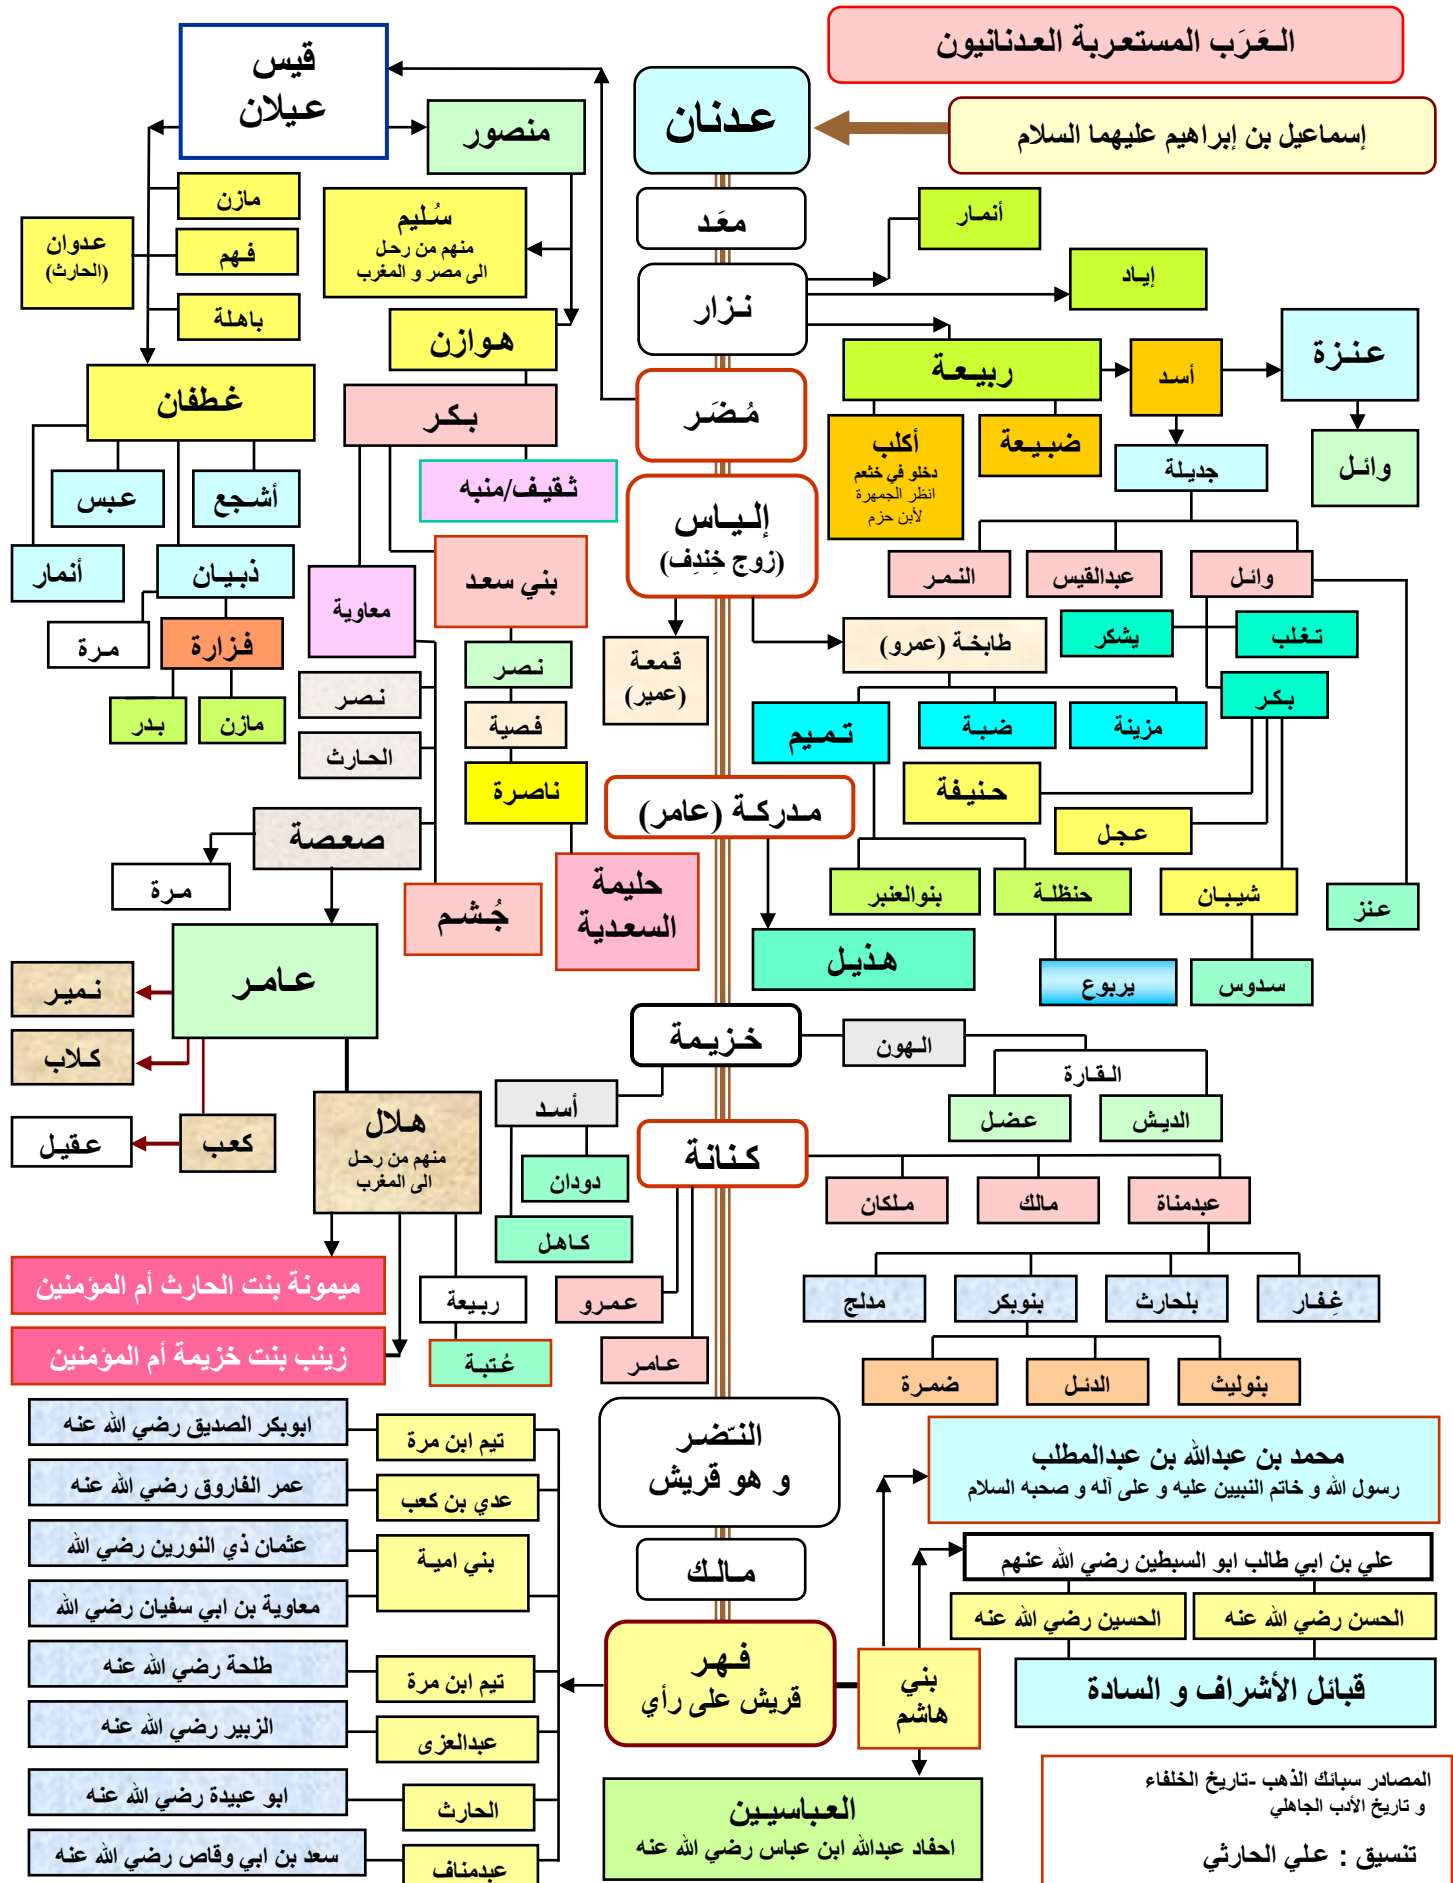 العَرَب المستعربة العدنانيون
إسماعيل بن إبراهيم عليهما السلام
عدنان
قيس
عيلان
منصور
معَد
نزار
مُضَر
إلياس
(زوج خِندِف)
مدركة (عامر)
خزيمة
كنانة
النّضر
و هو قريش
مالك
فهر
قريش على رأي
مازن
فهم
عدوان
(الحارث)
باهلة
سُليم
منهم من رحل
الى مصر و المغرب
هوازن
غطفان
بكر
ثقيف/منبه
عبس
أشجع
أنمار
ذبيان
مرة
فزارة
بدر
مازن
معاوية
بني سعد
نصر
فصية
ناصرة
حليمة
السعدية
نصر
الحارث
صعصة
مرة
جُشم
عامر
نمير
كلاب
كعب
عقيل
هلال
منهم من رحل
الى المغرب
ميمونة بنت الحارث أم المؤمنين
زينب بنت خزيمة أم المؤمنين
ربيعة
عُتبة
أنمار
إياد
ربيعة
أسد
عنزة
وائل
أكلب
دخلو في خثعم
انظر الجمهرة
لأبن حزم
ضبيعة
جديلة
النمر
عبدالقيس
وائل
يشكر
تغلب
بكر
حنيفة
عجل
شيبان
سدوس
عنز
قمعة
(عمير)
طابخة (عمرو)
تميم
ضبة
مزينة
بنوالعنبر
حنظلة
يربوع
هذيل
الهون
القارة
عضل
الديش
أسد
دودان
كاهل
عمرو
عامر
ملكان
مالك
عبدمناة
مدلج
بنوبكر
بلحارث
غِفار
ضمرة
الدئل
بنوليث
ابوبكر الصديق رضي الله عنه
تيم ابن مرة
عمر الفاروق رضي الله عنه
عدي بن كعب
عثمان ذي النورين رضي الله
بني امية
معاوية بن ابي سفيان رضي الله
طلحة رضي الله عنه
تيم ابن مرة
الزبير رضي الله عنه
عبدالعزى
ابو عبيدة رضي الله عنه
الحارث
سعد بن ابي وقاص رضي الله عنه
عبدمناف
محمد بن عبدالله بن عبدالمطلب
رسول الله و خاتم النبيين عليه و على آله و صحبه السلام
علي بن ابي طالب ابو السبطين رضي الله عنهم
الحسين رضي الله عنه
الحسن رضي الله عنه
قبائل الأشراف و السادة
بني
هاشم
العباسيين
احفاد عبدالله ابن عباس رضي الله عنه
المصادر سبائك الذهب -تاريخ الخلفاء
و تاريخ الأدب الجاهلي
تنسيق : علي الحارثي